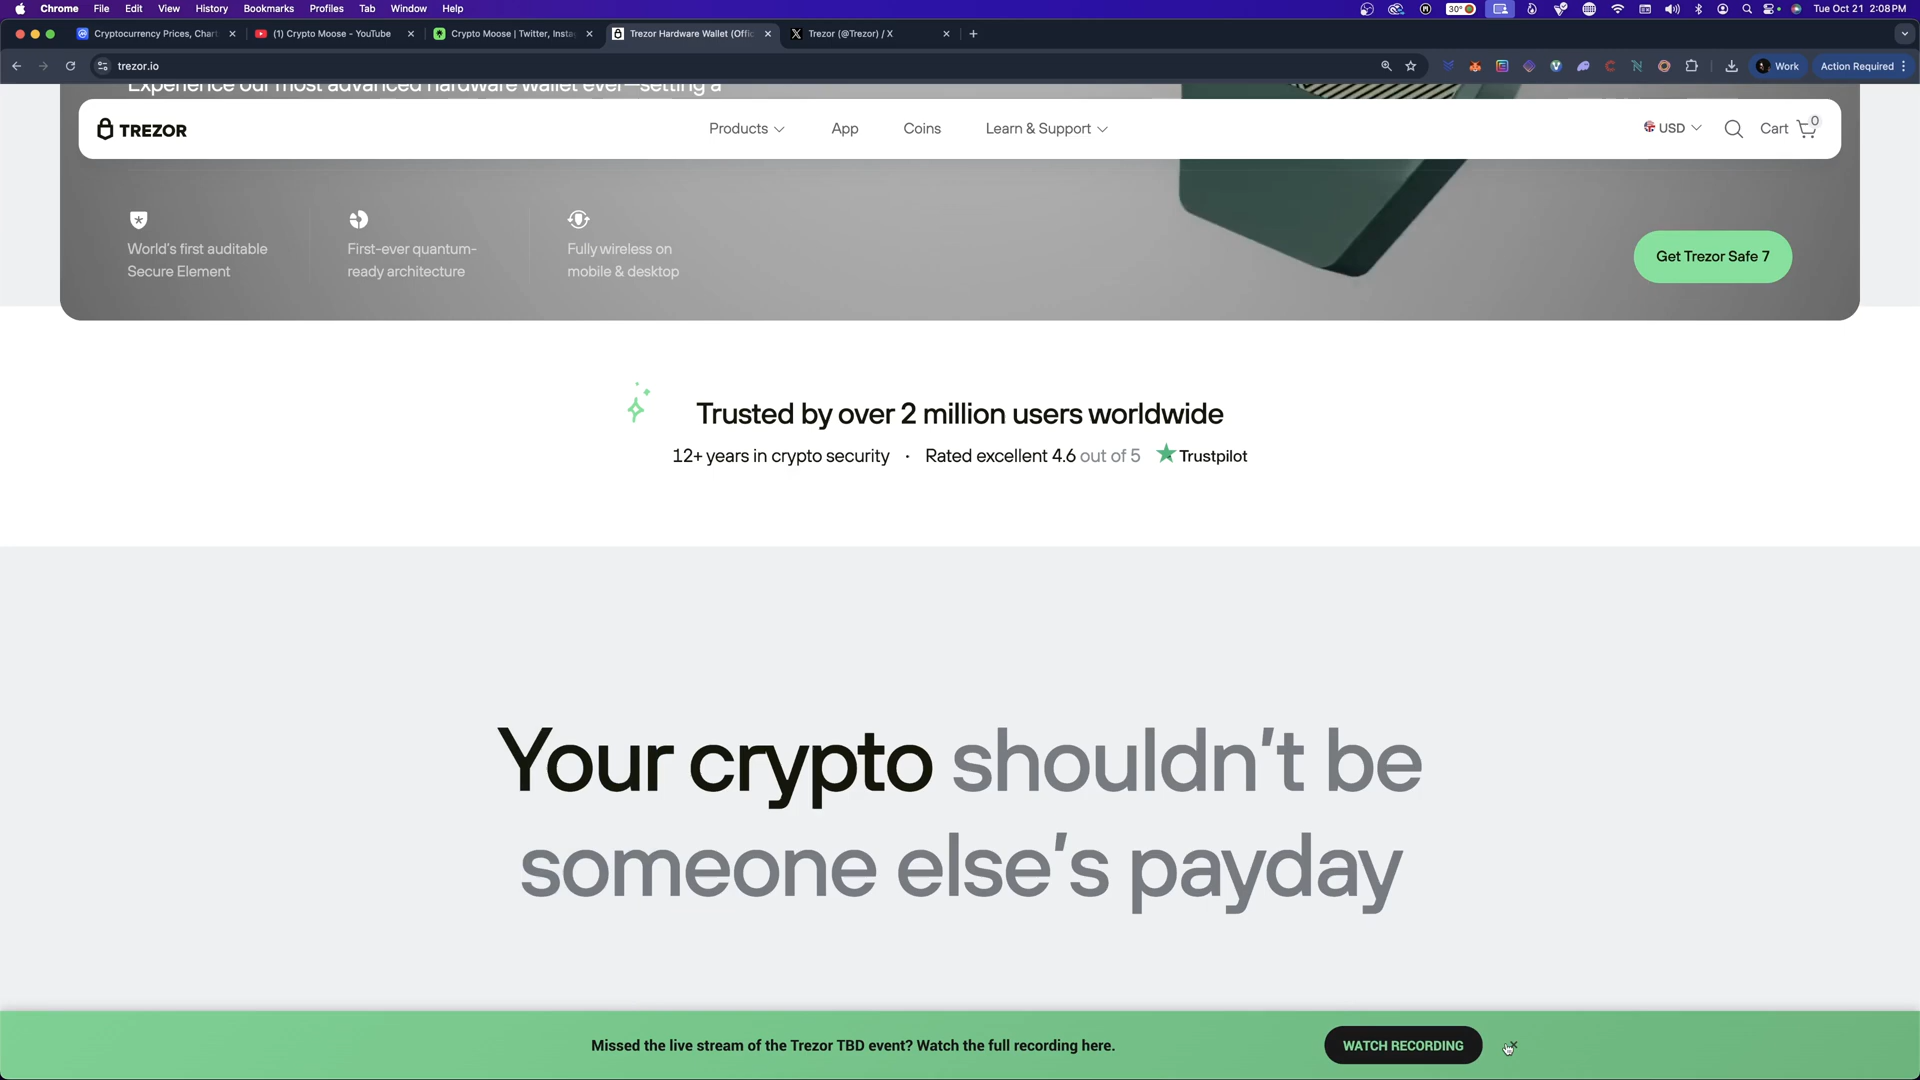 Chrome File Edit View History Bookmarks Profiles Tab Window Help 30° Tue Oct 21 2:08 PM
Cryptocurrency Prices, Chart (1) Crypto Moose - YouTube Crypto Moose | Twitter, Insta Trezor Hardware Wallet (Offic Trezor (@Trezor) / X
trezor.io Work Action Required
Experience our most advanced hardware wallet ever—setting a
TREZOR Products App Coins Learn & Support USD Cart 0
World's first auditable
Secure Element
First-ever quantum-
ready architecture
Fully wireless on
mobile & desktop
Get Trezor Safe 7
Trusted by over 2 million users worldwide
12+ years in crypto security · Rated excellent 4.6 out of 5 Trustpilot
Your crypto shouldn't be
someone else's payday
Missed the live stream of the Trezor TBD event? Watch the full recording here. WATCH RECORDING